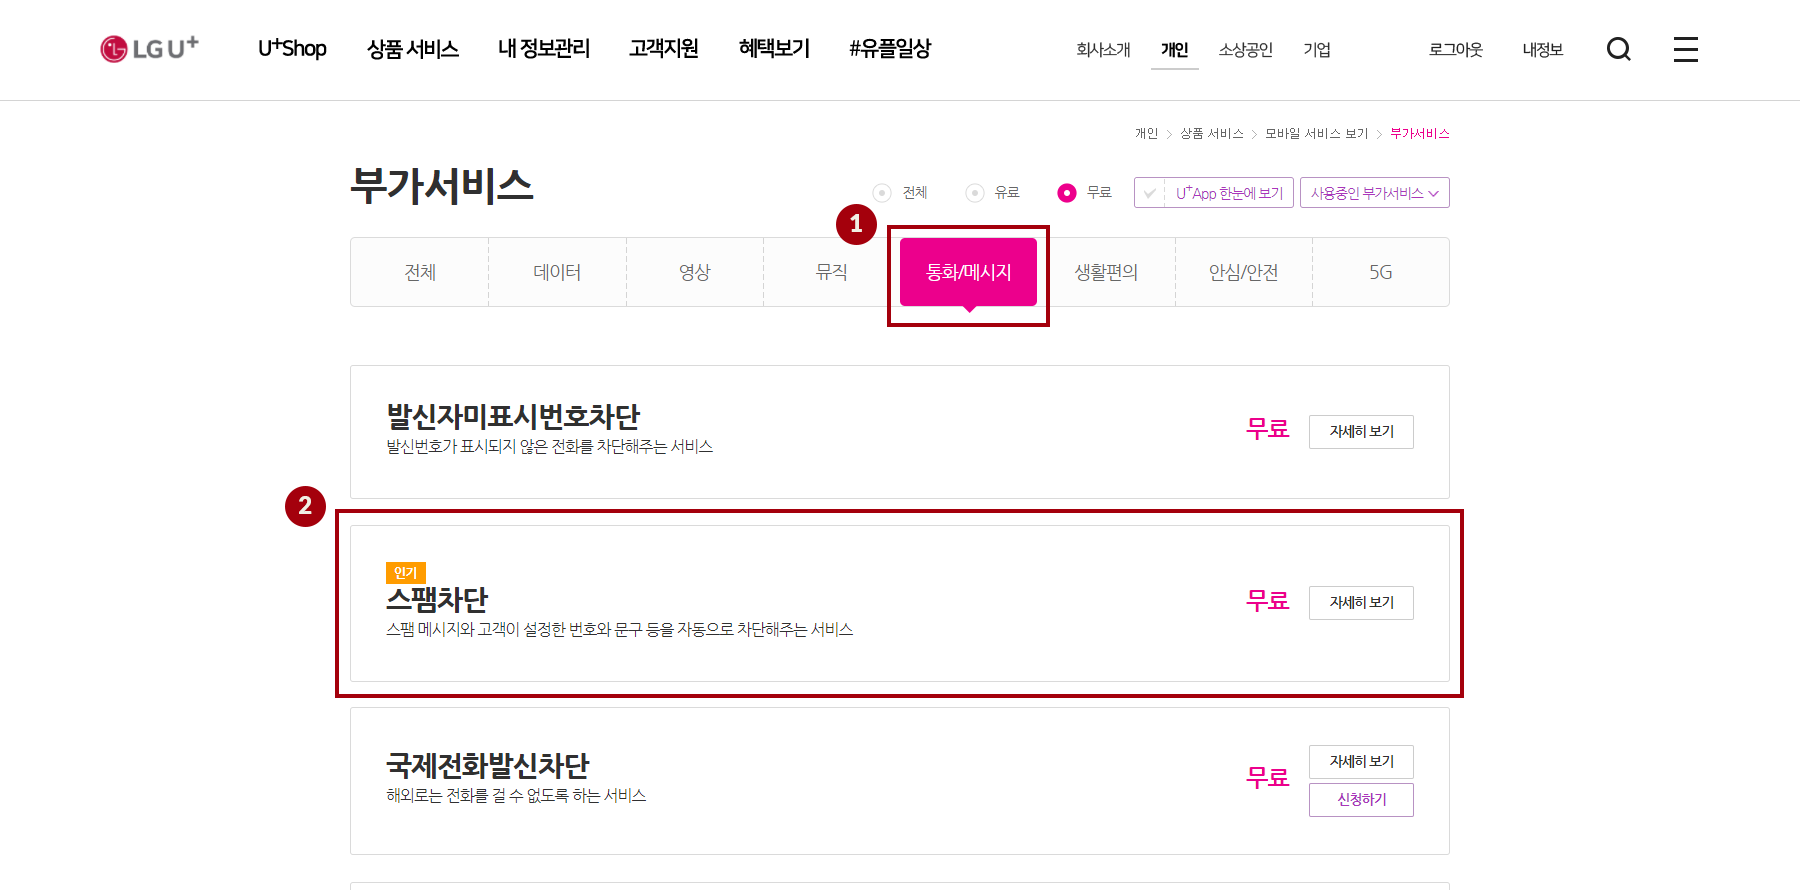 LG U+
U+Shop 상품 서비스 내 정보관리 고객지원 혜택보기 #유플일상 회사소개 개인 소상공인 기업 로그아웃 내정보
개인 > 상품 서비스 > 모바일 서비스 보기 > 부가서비스
부가서비스
전체 유료 무료 U+App 한눈에 보기 사용중인 부가서비스
1
전체 데이터 영상 뮤직 통화/메시지 생활편의 안심/안전 5G
발신자미표시번호차단
발신번호가 표시되지 않은 전화를 차단해주는 서비스
무료 자세히 보기
2
인기
스팸차단
스팸 메시지와 고객이 설정한 번호와 문구 등을 자동으로 차단해주는 서비스
무료 자세히 보기
국제전화발신차단
해외로는 전화를 걸 수 없도록 하는 서비스
무료 자세히 보기
신청하기